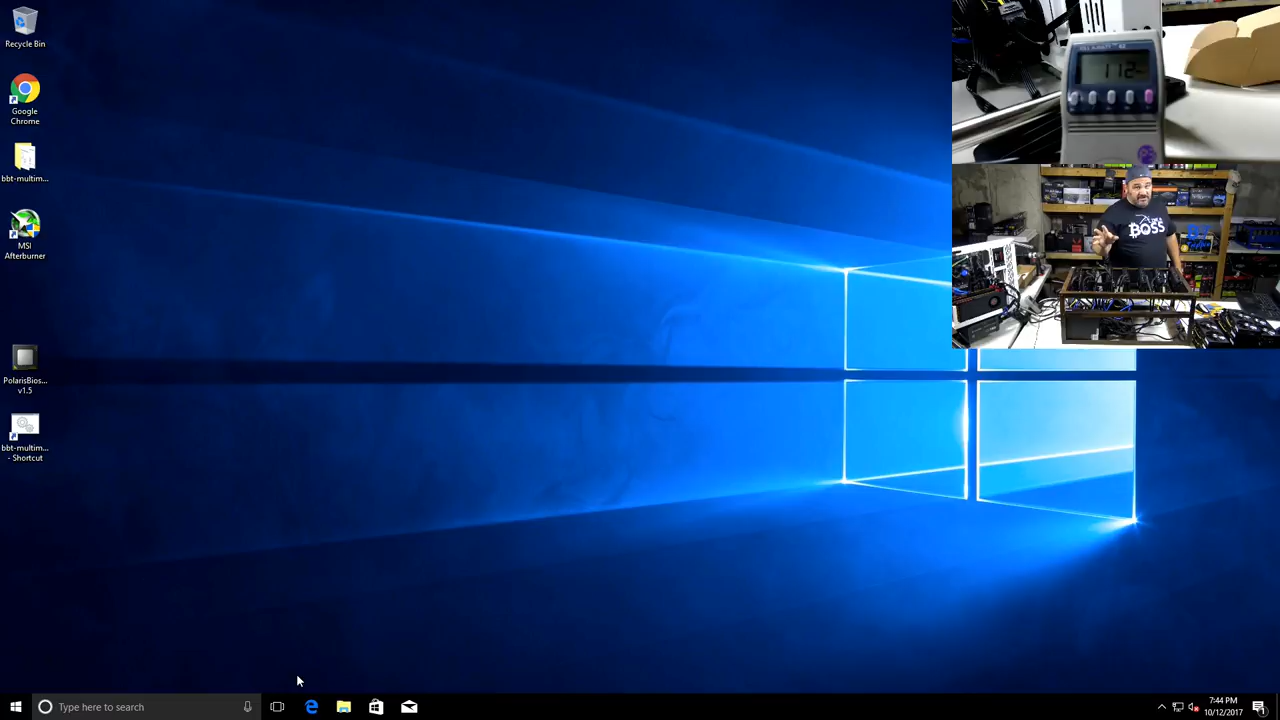 Recycle Bin
Google
Chrome
bbt-multim...
MSI
Afterburner
PolarisBios...
v1.5
bbt-multim...
- Shortcut
112
BOSS
Type here to search
7:44 PM
10/12/2017
1